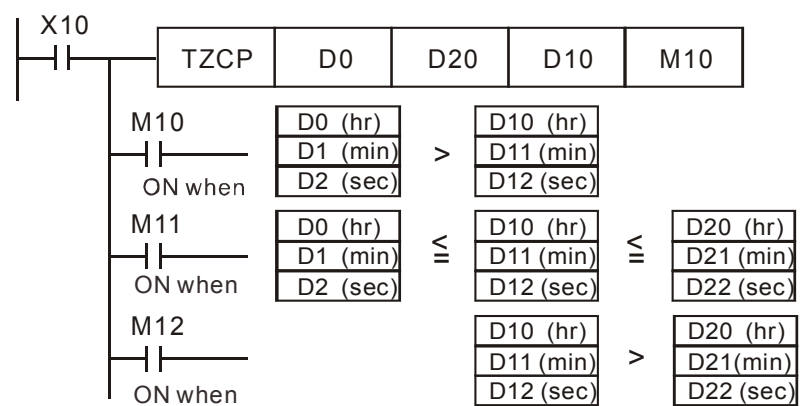 X10
TZCP D0 D20 D10 M10
M10
D0 (hr) D10 (hr)
D1 (min) > D11 (min)
D2 (sec) D12 (sec)
ON when
M11
D0 (hr) D10 (hr) D20 (hr)
D1 (min) ≦ D11 (min) ≦ D21 (min)
D2 (sec) D12 (sec) D22 (sec)
ON when
M12
D10 (hr) D20 (hr)
D11 (min) > D21(min)
D12 (sec) D22 (sec)
ON when